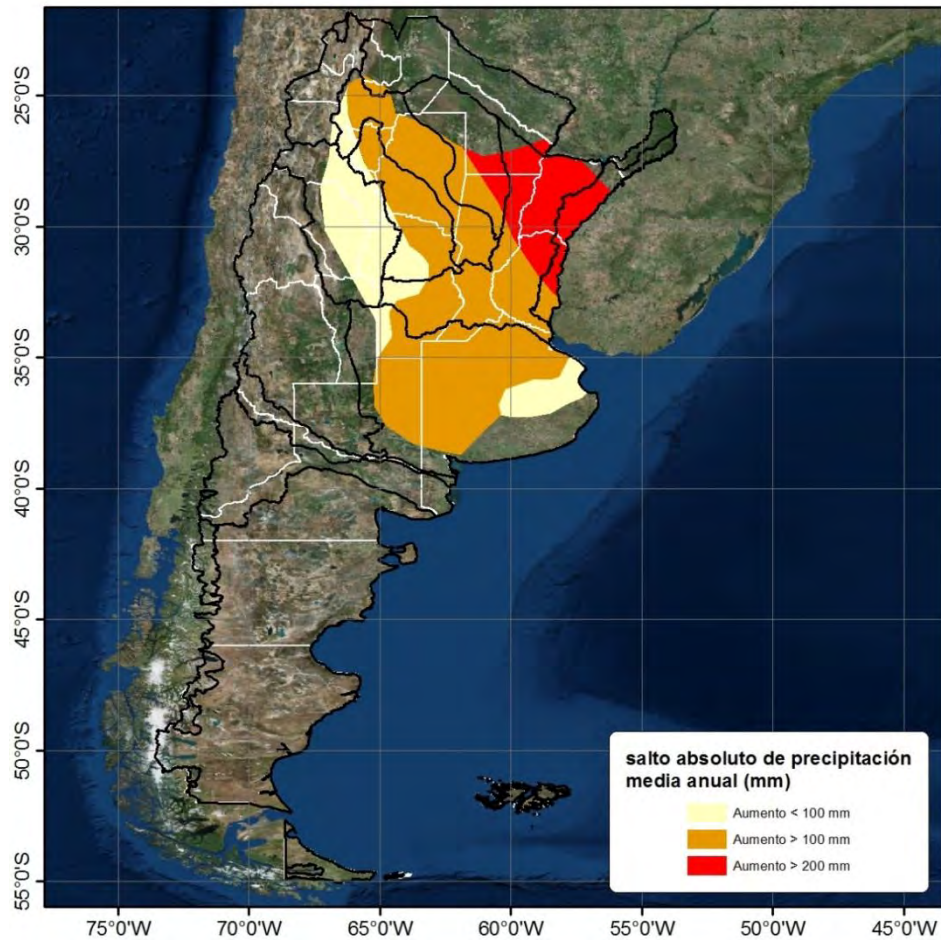 25°0'S
30°0'S
35°0'S
40°0'S
45°0'S
50°0'S
55°0'S
salto absoluto de precipitación
media anual (mm)
Aumento < 100 mm
Aumento > 100 mm
Aumento > 200 mm
75°0'W 70°0'W 65°0'W 60°0'W 55°0'W 50°0'W 45°0'W